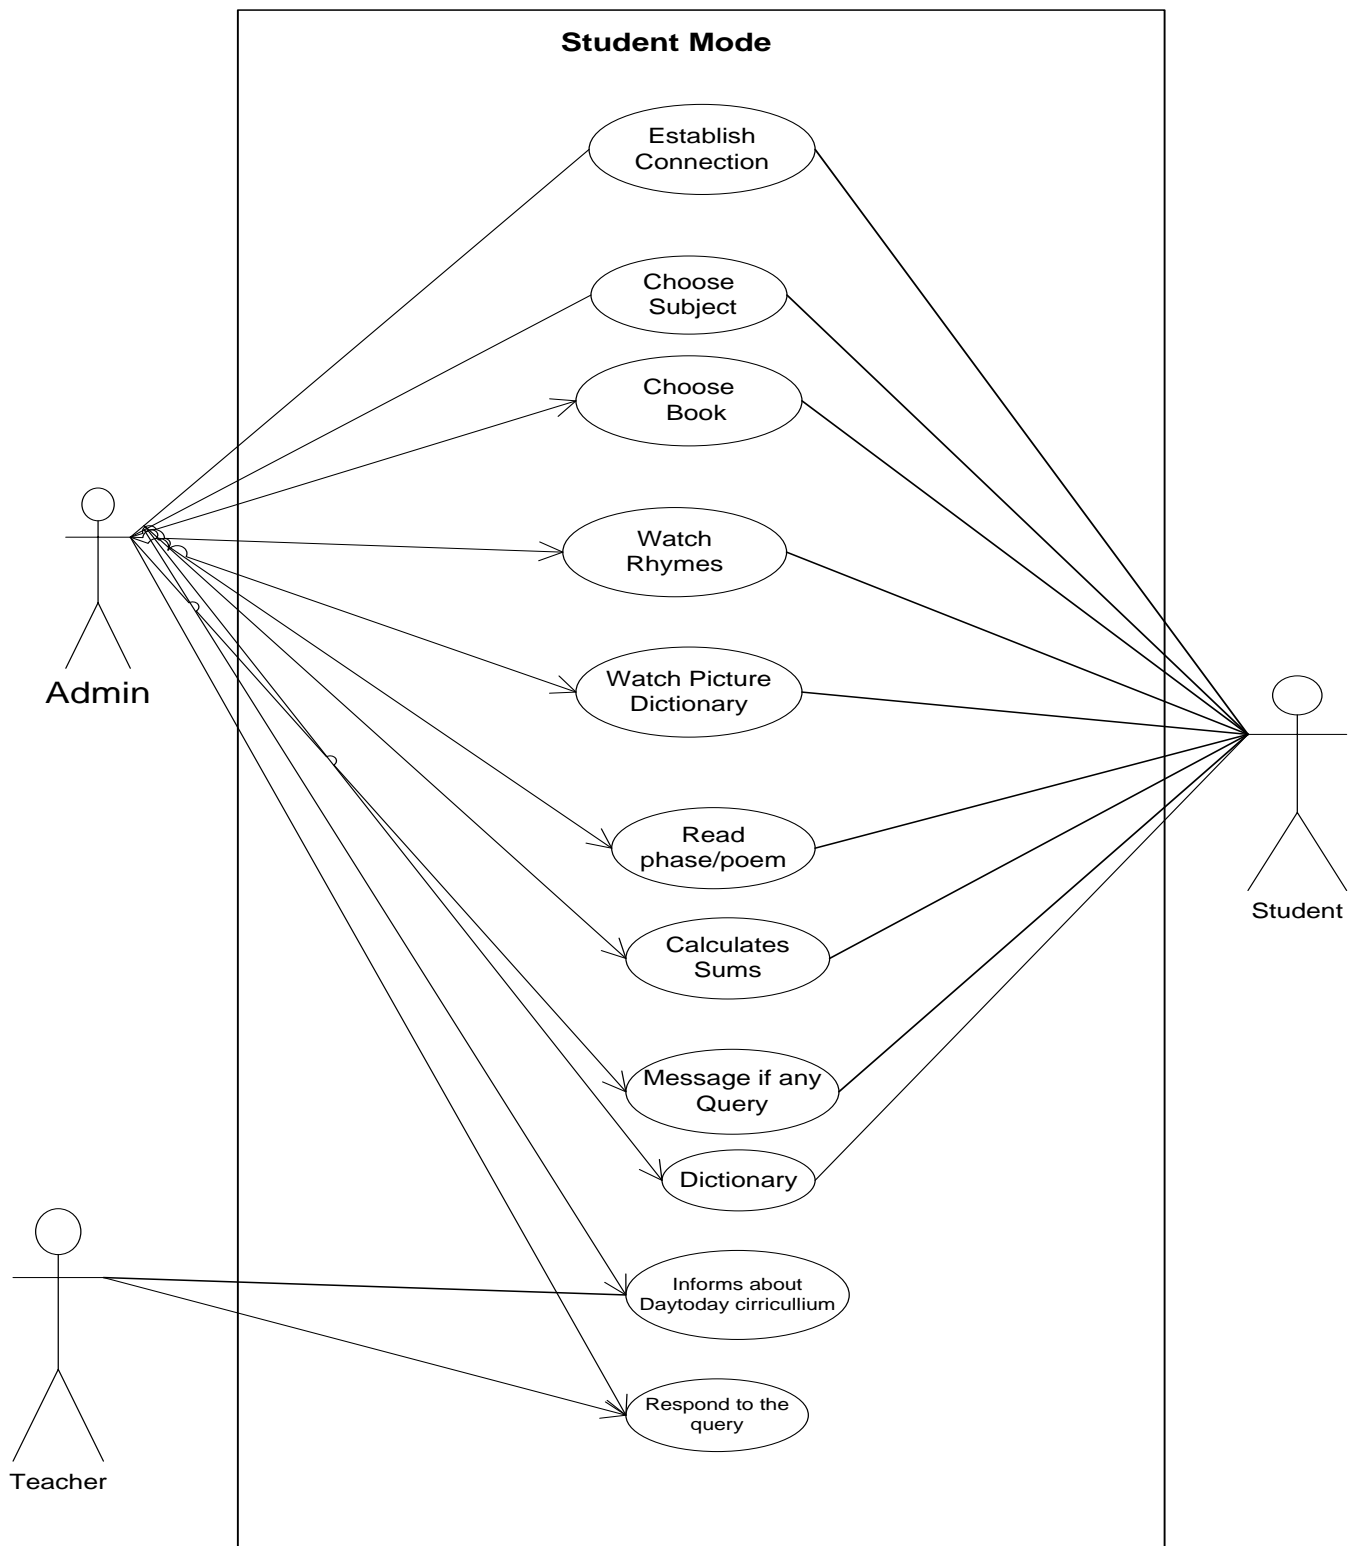 Student Mode
Establish
Connection
Choose
Subject
Choose
Book
Watch
Rhymes
Admin
Watch Picture
Dictionary
Read
phase/poem
Student
Calculates
Sums
Message if any
Query
Dictionary
Informs about
Daytoday cirricullium
Respond to the
query
Teacher